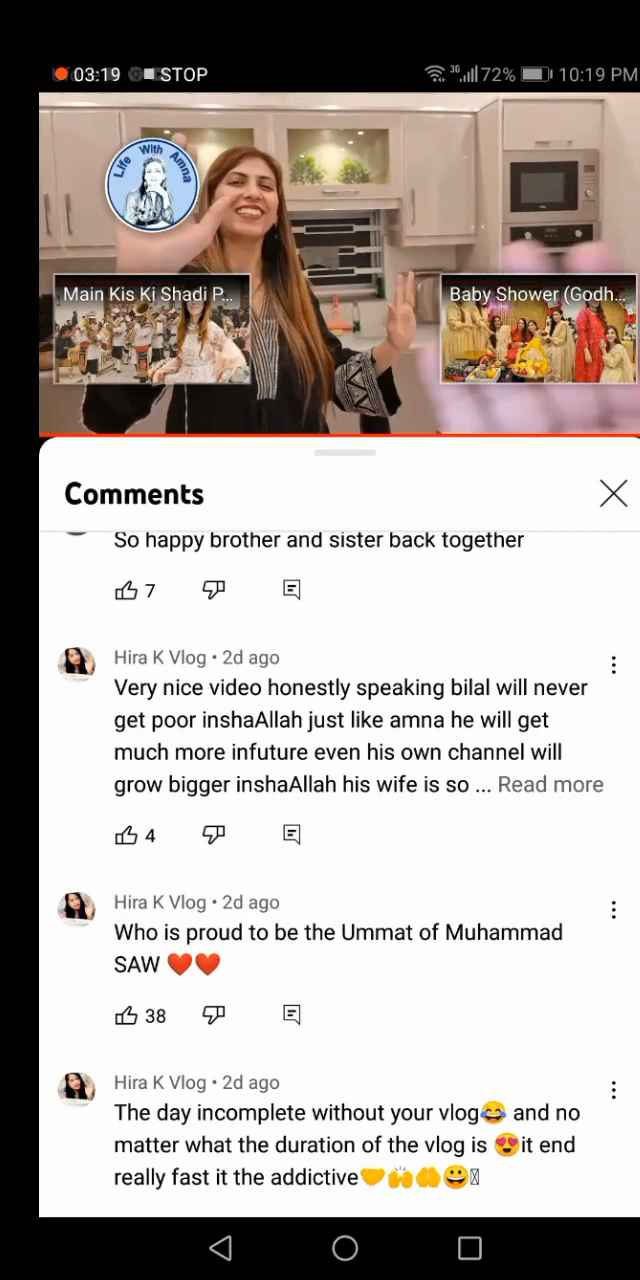 03:19 STOP 3G 72% 10:19 PM
Life With Amna
Main Kis Ki Shadi P...
Baby Shower (Godh...
Comments
So happy brother and sister back together
7
Hira K Vlog • 2d ago
Very nice video honestly speaking bilal will never
get poor inshaAllah just like amna he will get
much more infuture even his own channel will
grow bigger inshaAllah his wife is so ... Read more
4
Hira K Vlog • 2d ago
Who is proud to be the Ummat of Muhammad
SAW ❤️❤️
38
Hira K Vlog • 2d ago
The day incomplete without your vlog😂 and no
matter what the duration of the vlog is 😍it end
really fast it the addictive🤝🙌🤲😀